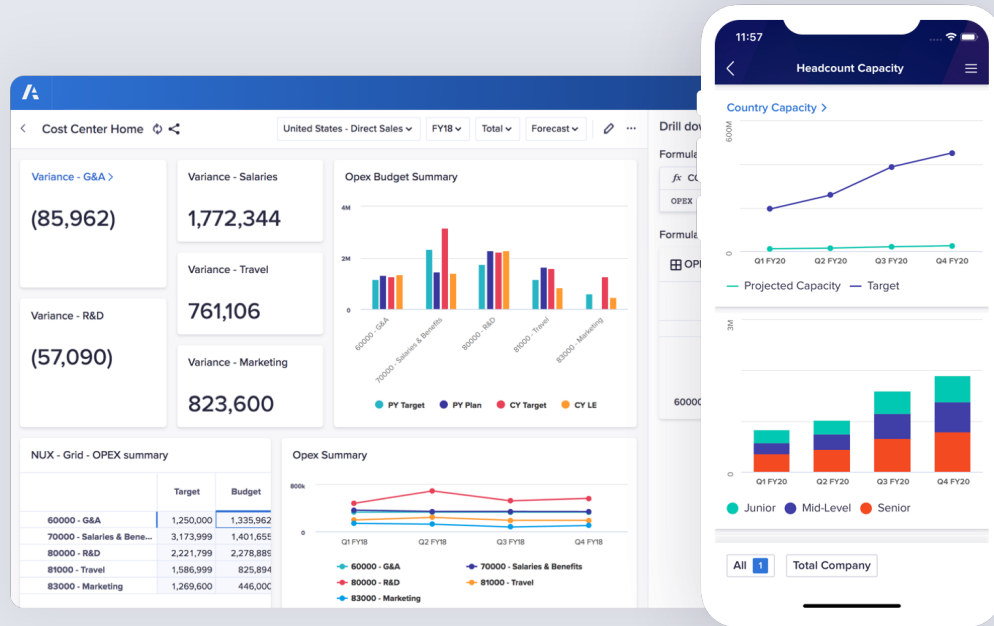 Cost Center Home
United States - Direct Sales
FY18
Total
Forecast
...
Variance - G&A >
(85,962)
Variance - R&D
(57,090)
Variance - Salaries
1,772,344
Variance - Travel
761,106
Variance - Marketing
823,600
Opex Budget Summary
4M
2M
0
60000 - G&A
70000 - Salaries & Benefits
80000 - R&D
81000 - Travel
83000 - Marketing
PY Target PY Plan CY Target CY LE
Drill dow
Formula
fx CO
OPEX
Formula
OPE
60000
NUX - Grid - OPEX summary
Target Budget
60000 - G&A 1,250,000 1,335,962
70000 - Salaries & Bene... 3,173,999 1,401,655
80000 - R&D 2,221,799 2,278,889
81000 - Travel 1,586,999 825,894
83000 - Marketing 1,269,600 446,000
Opex Summary
800k
0
Q1 FY18 Q2 FY18 Q3 FY18 Q4 FY18
60000 - G&A 70000 - Salaries & Benefits
80000 - R&D 81000 - Travel
83000 - Marketing
11:57
Headcount Capacity
Country Capacity >
600M
0
Q1 FY20 Q2 FY20 Q3 FY20 Q4 FY20
Projected Capacity Target
3M
0
Q1 FY20 Q2 FY20 Q3 FY20 Q4 FY20
Junior Mid-Level Senior
All 1 Total Company